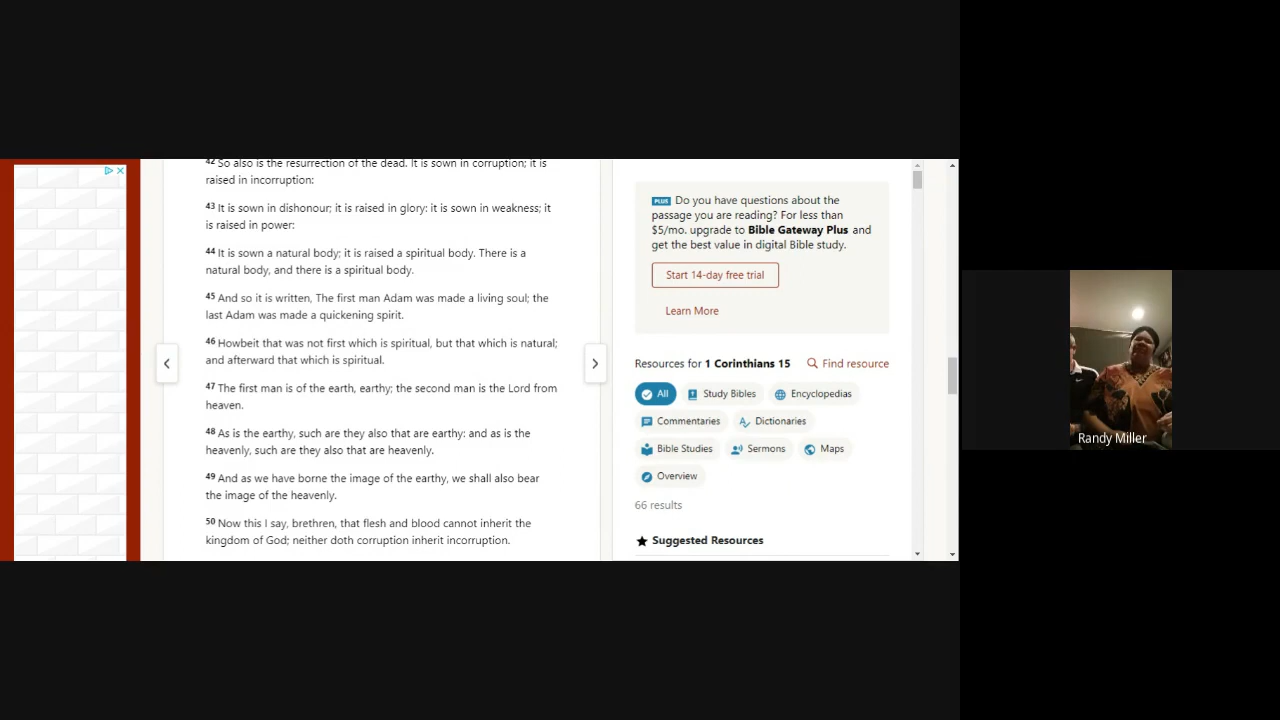 42 So also is the resurrection of the dead. It is sown in corruption; it is
raised in incorruption:
43 It is sown in dishonour; it is raised in glory: it is sown in weakness; it
is raised in power:
44 It is sown a natural body; it is raised a spiritual body. There is a
natural body, and there is a spiritual body.
45 And so it is written, The first man Adam was made a living soul; the
last Adam was made a quickening spirit.
46 Howbeit that was not first which is spiritual, but that which is natural;
and afterward that which is spiritual.
47 The first man is of the earth, earthy; the second man is the Lord from
heaven.
48 As is the earthy, such are they also that are earthy: and as is the
heavenly, such are they also that are heavenly.
49 And as we have borne the image of the earthy, we shall also bear
the image of the heavenly.
50 Now this I say, brethren, that flesh and blood cannot inherit the
kingdom of God; neither doth corruption inherit incorruption.
PLUS Do you have questions about the
passage you are reading? For less than
$5/mo. upgrade to Bible Gateway Plus and
get the best value in digital Bible study.
Start 14-day free trial
Learn More
Resources for 1 Corinthians 15 Find resource
All Study Bibles Encyclopedias
Commentaries Dictionaries
Bible Studies Sermons Maps
Overview
66 results
Suggested Resources
Randy Miller